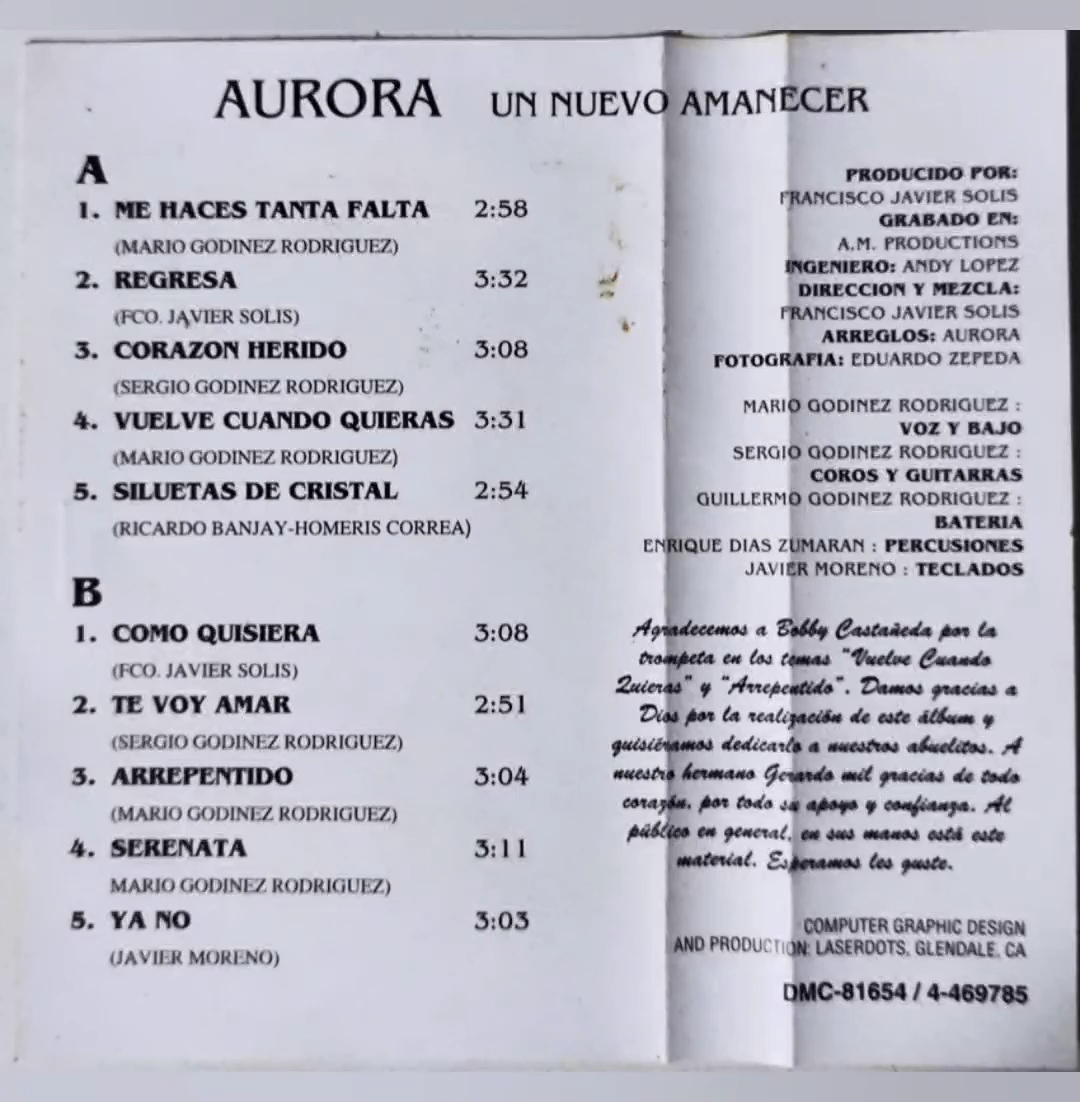 AURORA UN NUEVO AMANECER
A
1. ME HACES TANTA FALTA 2:58
(MARIO GODINEZ RODRIGUEZ)
2. REGRESA 3:32
(FCO. JAVIER SOLIS)
3. CORAZON HERIDO 3:08
(SERGIO GODINEZ RODRIGUEZ)
4. VUELVE CUANDO QUIERAS 3:31
(MARIO GODINEZ RODRIGUEZ)
5. SILUETAS DE CRISTAL 2:54
(RICARDO BANJAY-HOMERIS CORREA)
B
1. COMO QUISIERA 3:08
(FCO. JAVIER SOLIS)
2. TE VOY AMAR 2:51
(SERGIO GODINEZ RODRIGUEZ)
3. ARREPENTIDO 3:04
(MARIO GODINEZ RODRIGUEZ)
4. SERENATA 3:11
MARIO GODINEZ RODRIGUEZ)
5. YA NO 3:03
(JAVIER MORENO)
PRODUCIDO POR:
FRANCISCO JAVIER SOLIS
GRABADO EN:
A.M. PRODUCTIONS
INGENIERO: ANDY LOPEZ
DIRECCION Y MEZCLA:
FRANCISCO JAVIER SOLIS
ARREGLOS: AURORA
FOTOGRAFIA: EDUARDO ZEPEDA
MARIO GODINEZ RODRIGUEZ :
VOZ Y BAJO
SERGIO GODINEZ RODRIGUEZ :
COROS Y GUITARRAS
GUILLERMO GODINEZ RODRIGUEZ :
BATERIA
ENRIQUE DIAS ZUMARAN : PERCUSIONES
JAVIER MORENO : TECLADOS
Agradecemos a Bobby Castañeda por la
trompeta en los temas "Vuelve Cuando
Quieras" y "Arrepentido". Damos gracias a
Dios por la realización de este álbum y
quisiéramos dedicarlo a nuestros abuelitos. A
nuestro hermano Gerardo mil gracias de todo
corazón, por todo su apoyo y confianza. Al
público en general, en sus manos está este
material. Esperamos les guste.
COMPUTER GRAPHIC DESIGN
AND PRODUCTION: LASERDOTS, GLENDALE, CA
DMC-81654 / 4-469785